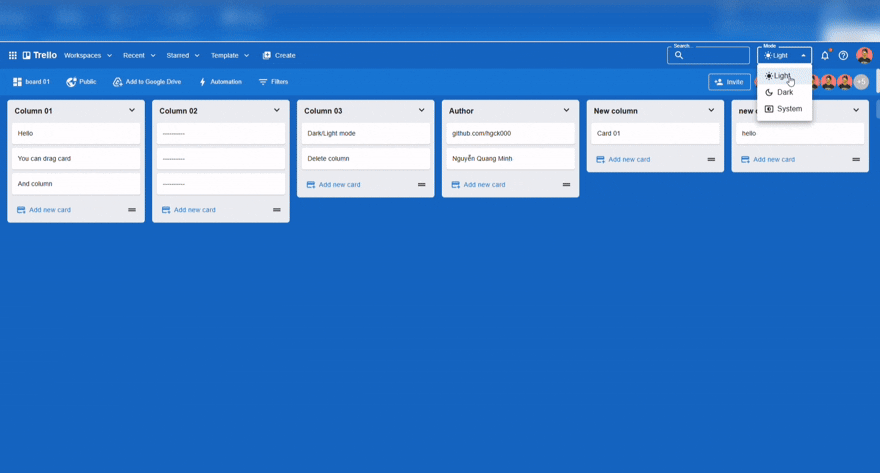 Trello
Workspaces
Recent
Starred
Template
Create
Search
Mode
Light
board 01
Public
Add to Google Drive
Automation
Filters
Invite
+5
Light
Dark
System
Column 01
Hello
You can drag card
And column
Add new card
Column 02
----------
----------
----------
Add new card
Column 03
Dark/Light mode
Delete column
Add new card
Author
github.com/hgck000
Nguyễn Quang Minh
Add new card
New column
Card 01
Add new card
new
hello
Add new card